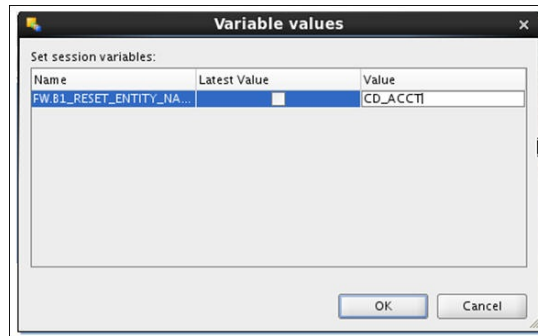 Variable values
Set session variables:
Name Latest Value Value
FW.B1_RESET_ENTITY_NA... CD_ACCT
OK Cancel